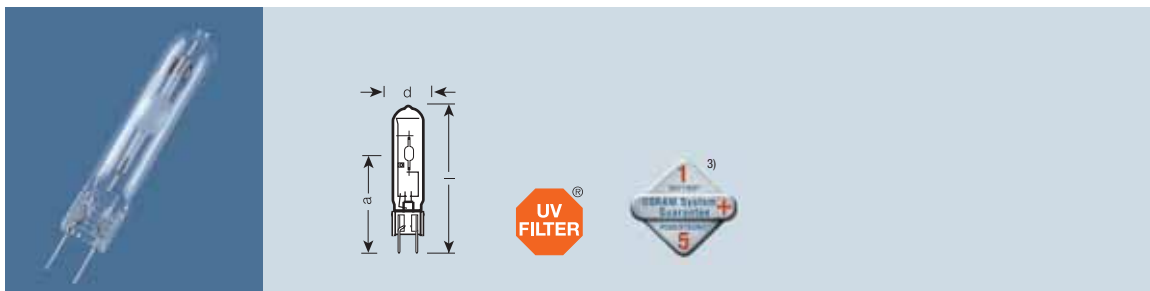 d
a
l
UV
FILTER
®
1
OSRAM System +
Guarantee
5
3)